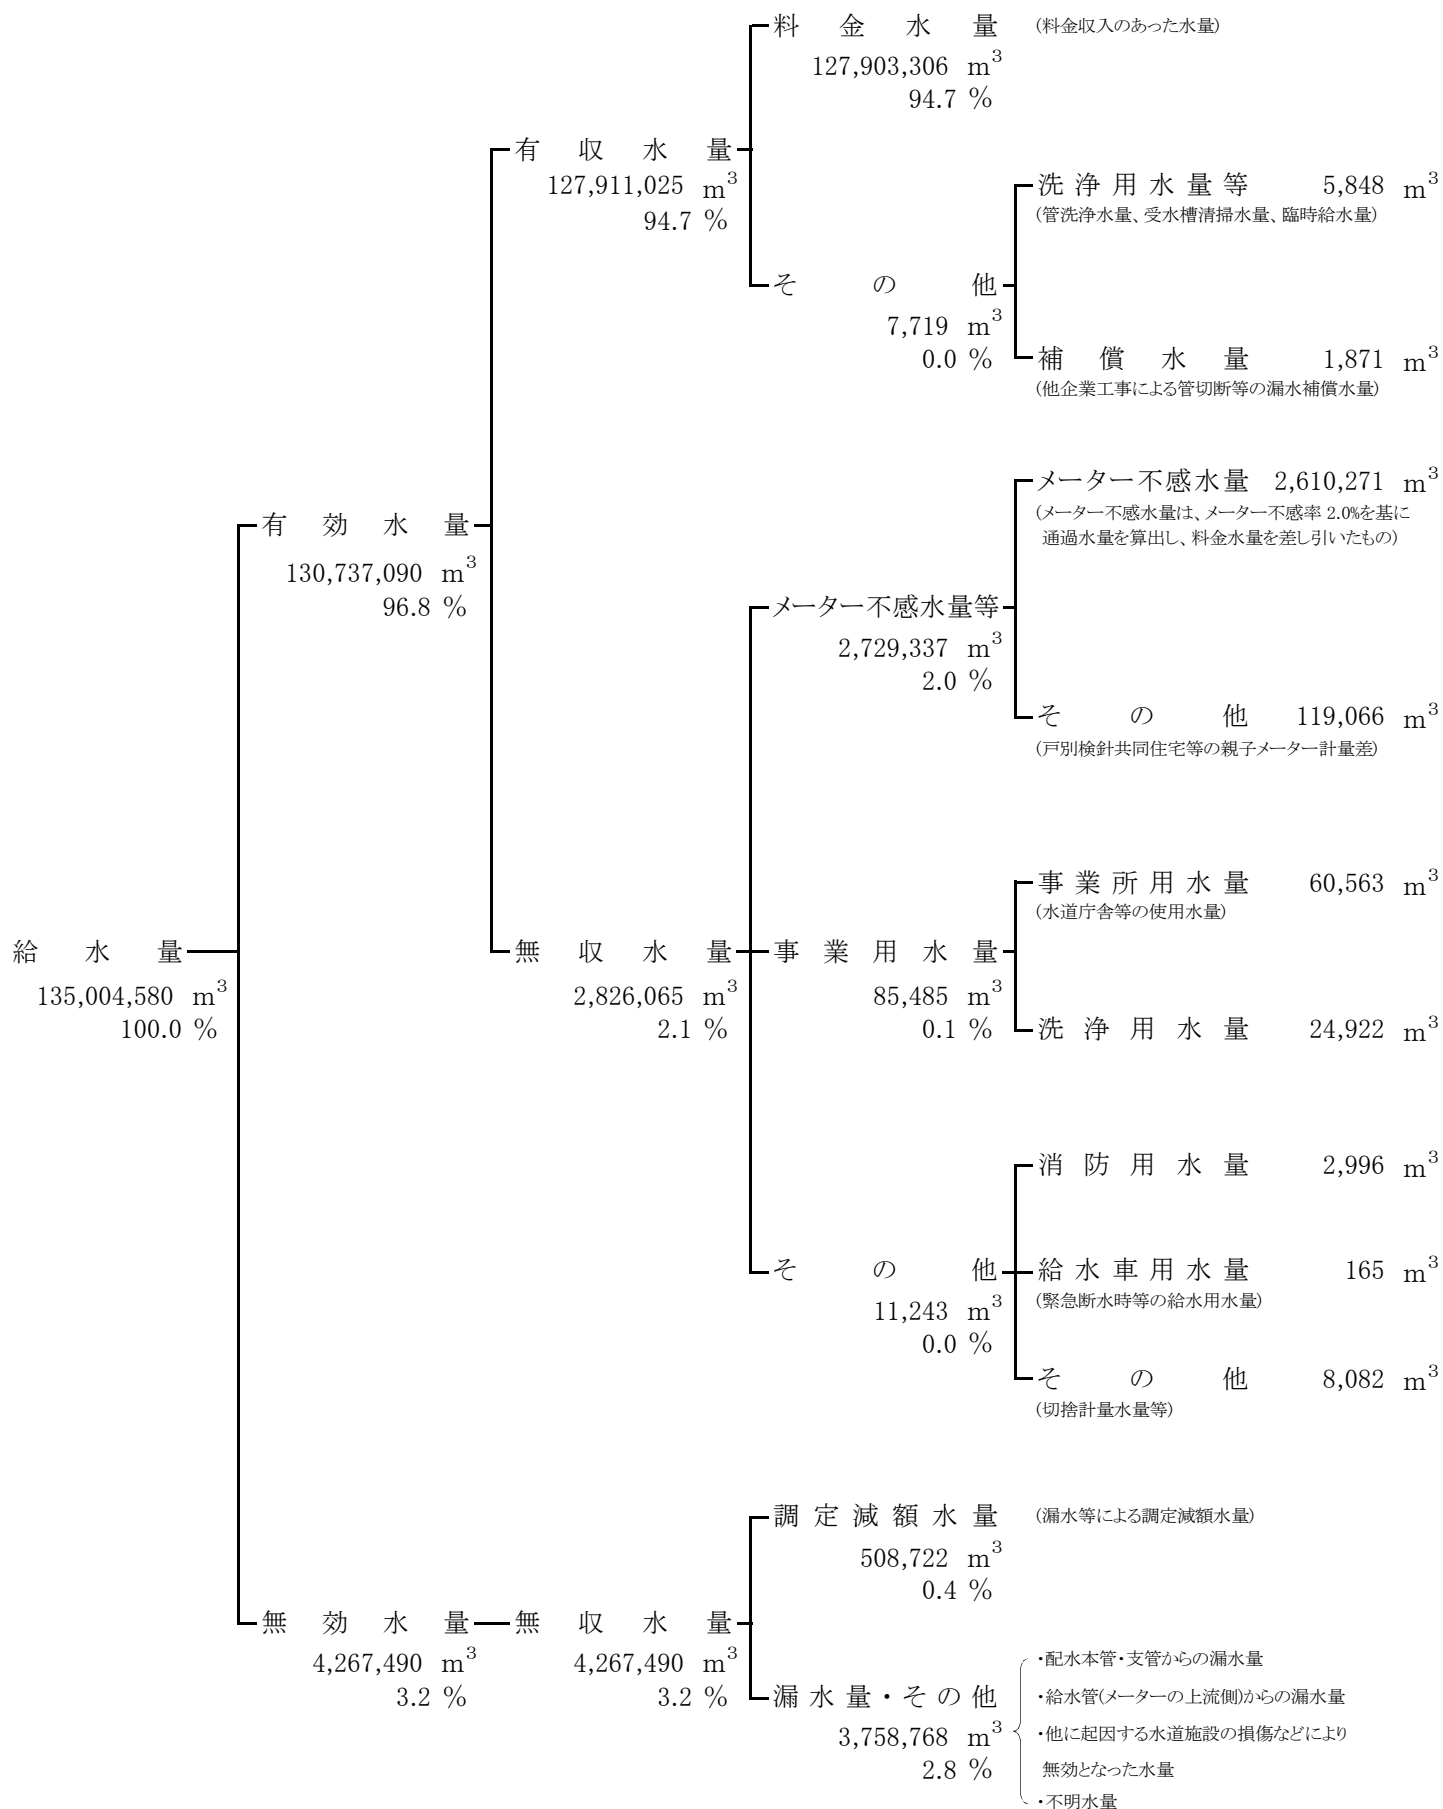 料金水量 (料金収入のあった水量)
127,903,306 m³
94.7 %
有収水量
127,911,025 m³
94.7 %
洗浄用水量等 5,848 m³
(管洗浄水量、受水槽清掃水量、臨時給水量)
その他
7,719 m³
0.0 %
補償水量 1,871 m³
(他企業工事による管切断等の漏水補償水量)
メーター不感水量 2,610,271 m³
(メーター不感水量は、メーター不感率 2.0%を基に
通過水量を算出し、料金水量を差し引いたもの)
有効水量
130,737,090 m³
96.8 %
メーター不感水量等
2,729,337 m³
2.0 %
その他 119,066 m³
(戸別検針共同住宅等の親子メーター計量差)
事業所用水量 60,563 m³
(水道庁舎等の使用水量)
給水量
135,004,580 m³
100.0 %
無収水量
2,826,065 m³
2.1 %
事業用水量
85,485 m³
0.1 %
洗浄用水量 24,922 m³
消防用水量 2,996 m³
その他
11,243 m³
0.0 %
給水車用水量 165 m³
(緊急断水時等の給水用水量)
その他 8,082 m³
(切捨計量水量等)
調定減額水量 (漏水等による調定減額水量)
508,722 m³
0.4 %
無効水量
4,267,490 m³
3.2 %
無収水量
4,267,490 m³
3.2 %
漏水量・その他
3,758,768 m³
2.8 %
・配水本管・支管からの漏水量
・給水管(メーターの上流側)からの漏水量
・他に起因する水道施設の損傷などにより
無効となった水量
・不明水量